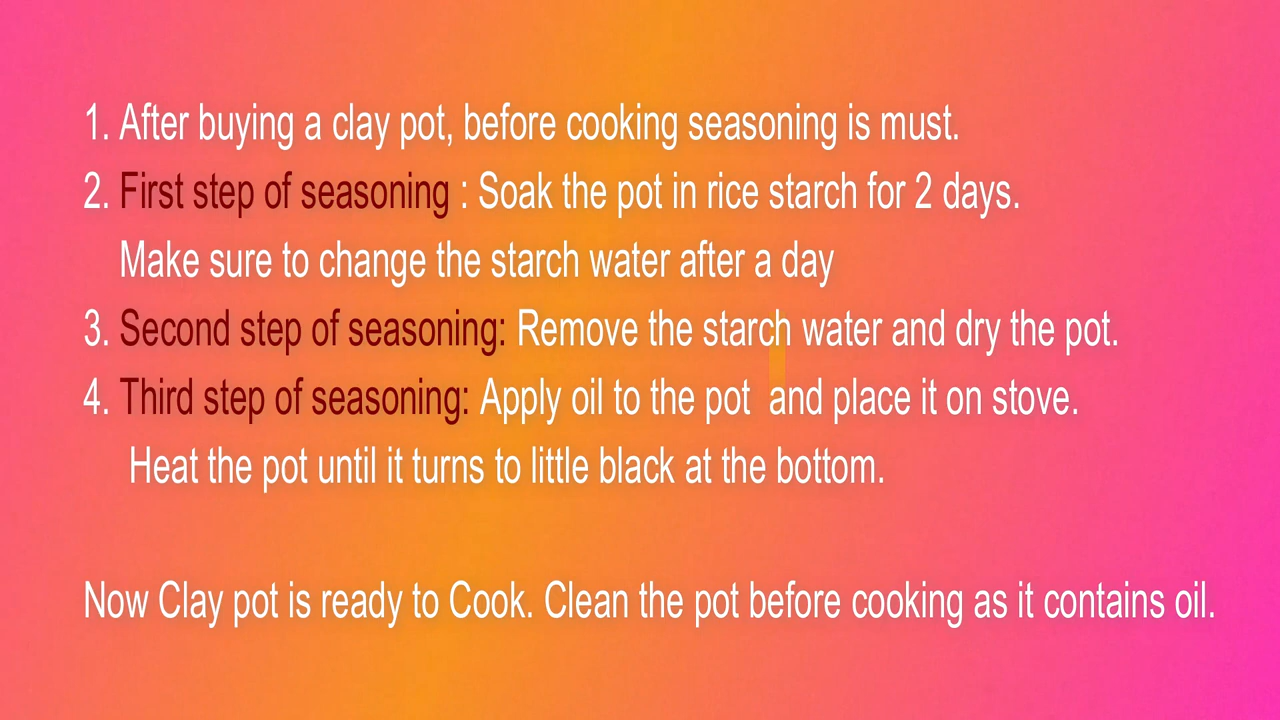 1. After buying a clay pot, before cooking seasoning is must.
2. First step of seasoning : Soak the pot in rice starch for 2 days.
Make sure to change the starch water after a day
3. Second step of seasoning: Remove the starch water and dry the pot.
4. Third step of seasoning: Apply oil to the pot  and place it on stove.
Heat the pot until it turns to little black at the bottom.
Now Clay pot is ready to Cook. Clean the pot before cooking as it contains oil.